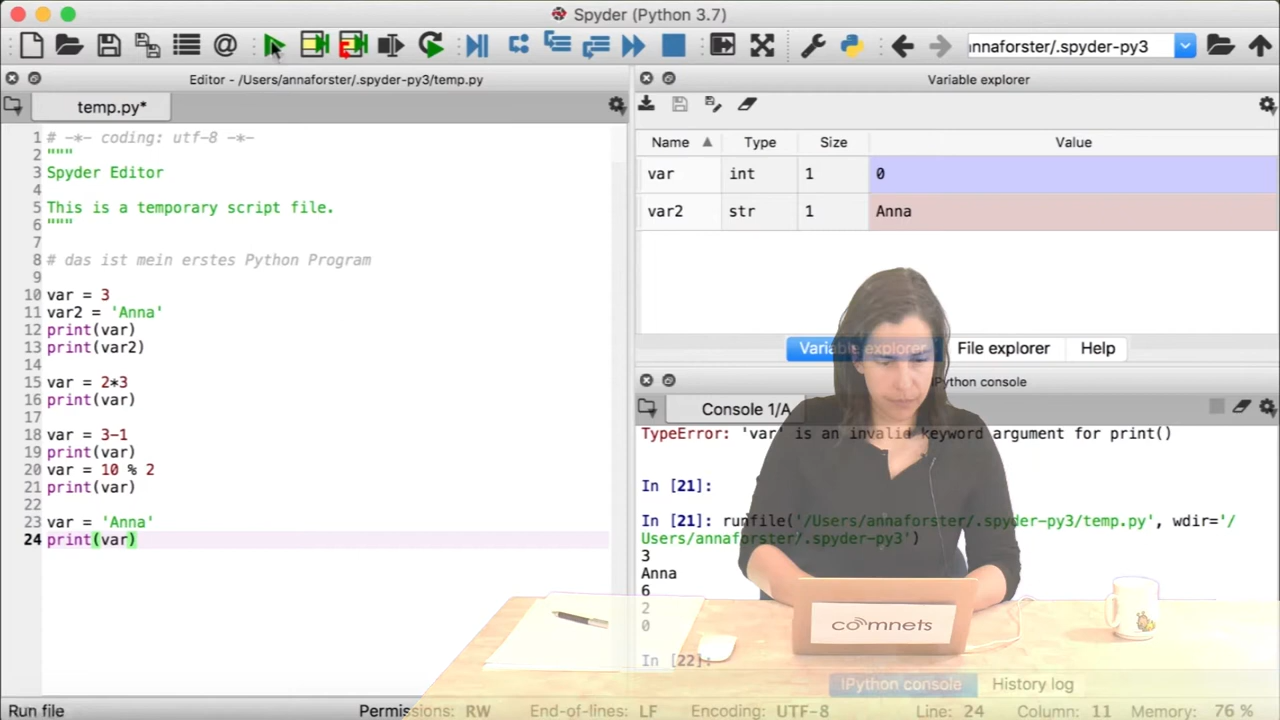 Spyder (Python 3.7)
nnaforster/.spyder-py3
Editor - /Users/annaforster/.spyder-py3/temp.py
temp.py*
1 # -*- coding: utf-8 -*-
2 """
3 Spyder Editor
4
5 This is a temporary script file.
6 """
7
8 # das ist mein erstes Python Program
9
10 var = 3
11 var2 = 'Anna'
12 print(var)
13 print(var2)
14
15 var = 2*3
16 print(var)
17
18 var = 3-1
19 print(var)
20 var = 10 % 2
21 print(var)
22
23 var = 'Anna'
24 print(var)
Variable explorer
Name Type Size Value
var int 1 0
var2 str 1 Anna
Variable explorer File explorer Help
IPython console
Console 1/A
TypeError: 'var' is an invalid keyword argument for print()
In [21]:
In [21]: runfile('/Users/annaforster/.spyder-py3/temp.py', wdir='/
Users/annaforster/.spyder-py3')
3
Anna
6
2
0
In [22]:
comnets
IPython console History log
Run file Permissions: RW End-of-lines: LF Encoding: UTF-8 Line: 24 Column: 11 Memory: 76 %